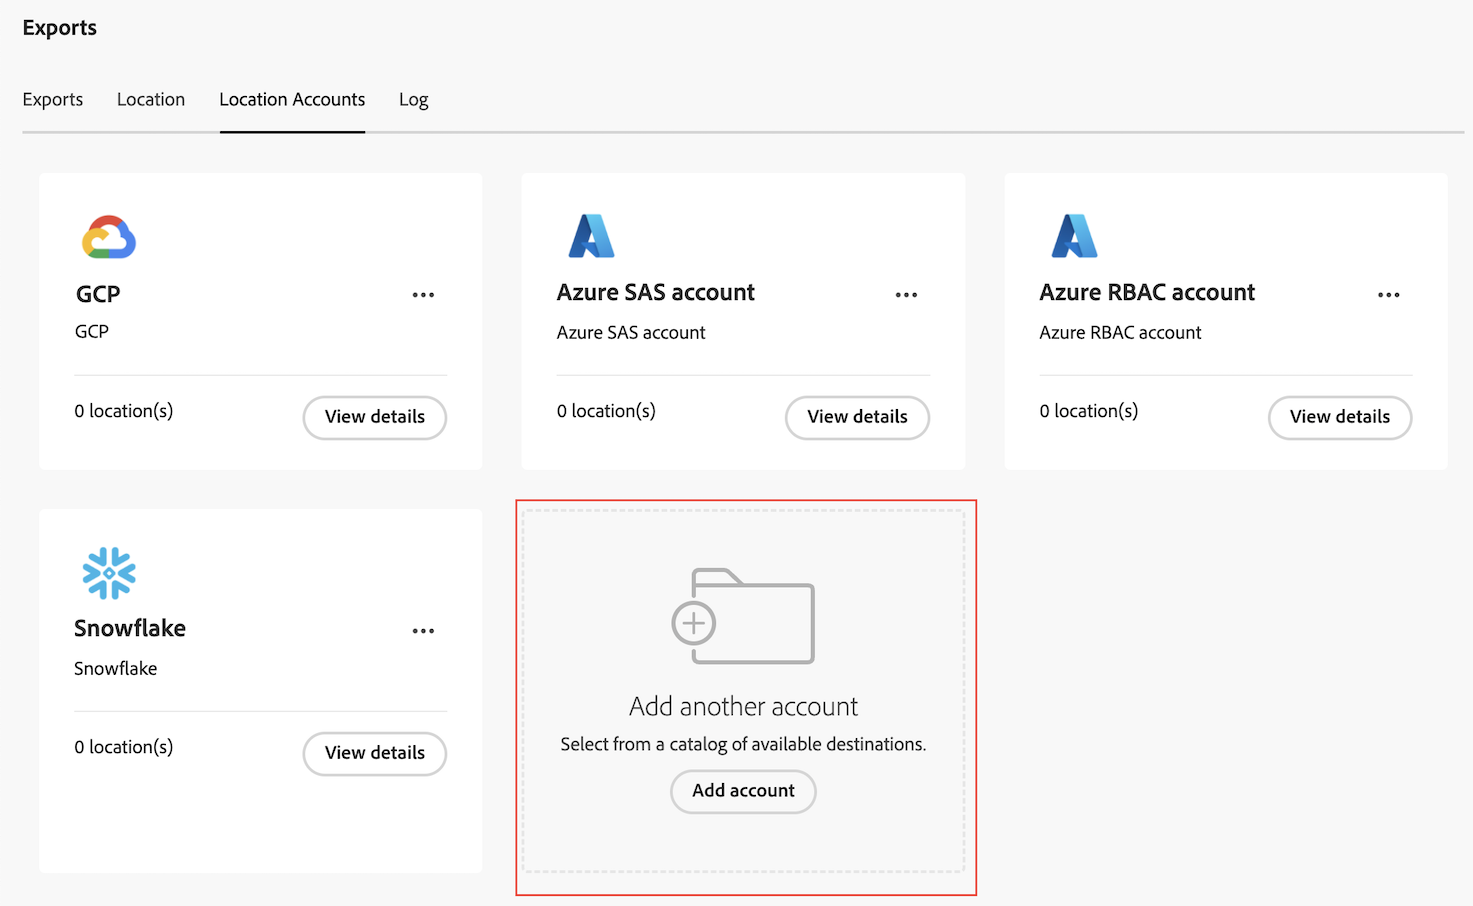 Exports
Exports Location Location Accounts Log
GCP
GCP
0 location(s) View details
Azure SAS account
Azure SAS account
0 location(s) View details
Azure RBAC account
Azure RBAC account
0 location(s) View details
Snowflake
Snowflake
0 location(s) View details
Add another account
Select from a catalog of available destinations.
Add account